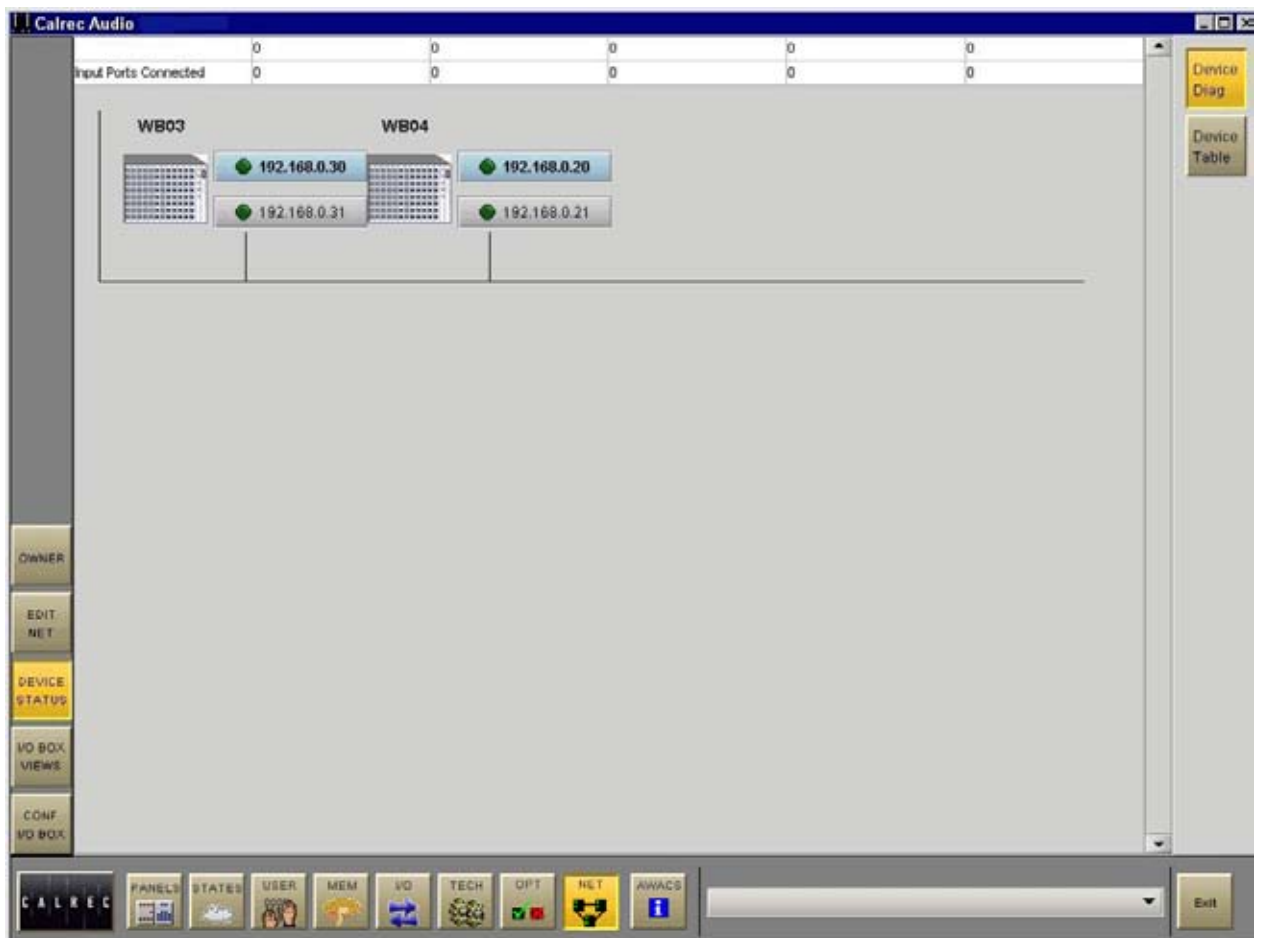 Calrec Audio
0 0 0 0 0
Input Ports Connected 0 0 0 0 0
Device Diag
Device Table
WB03 WB04
192.168.0.30 192.168.0.20
192.168.0.31 192.168.0.21
OWNER
EDIT NET
DEVICE STATUS
I/O BOX VIEWS
CONF I/O BOX
CALREC PANELS STATES USER MEM I/O TECH OPT NET AWACS Exit